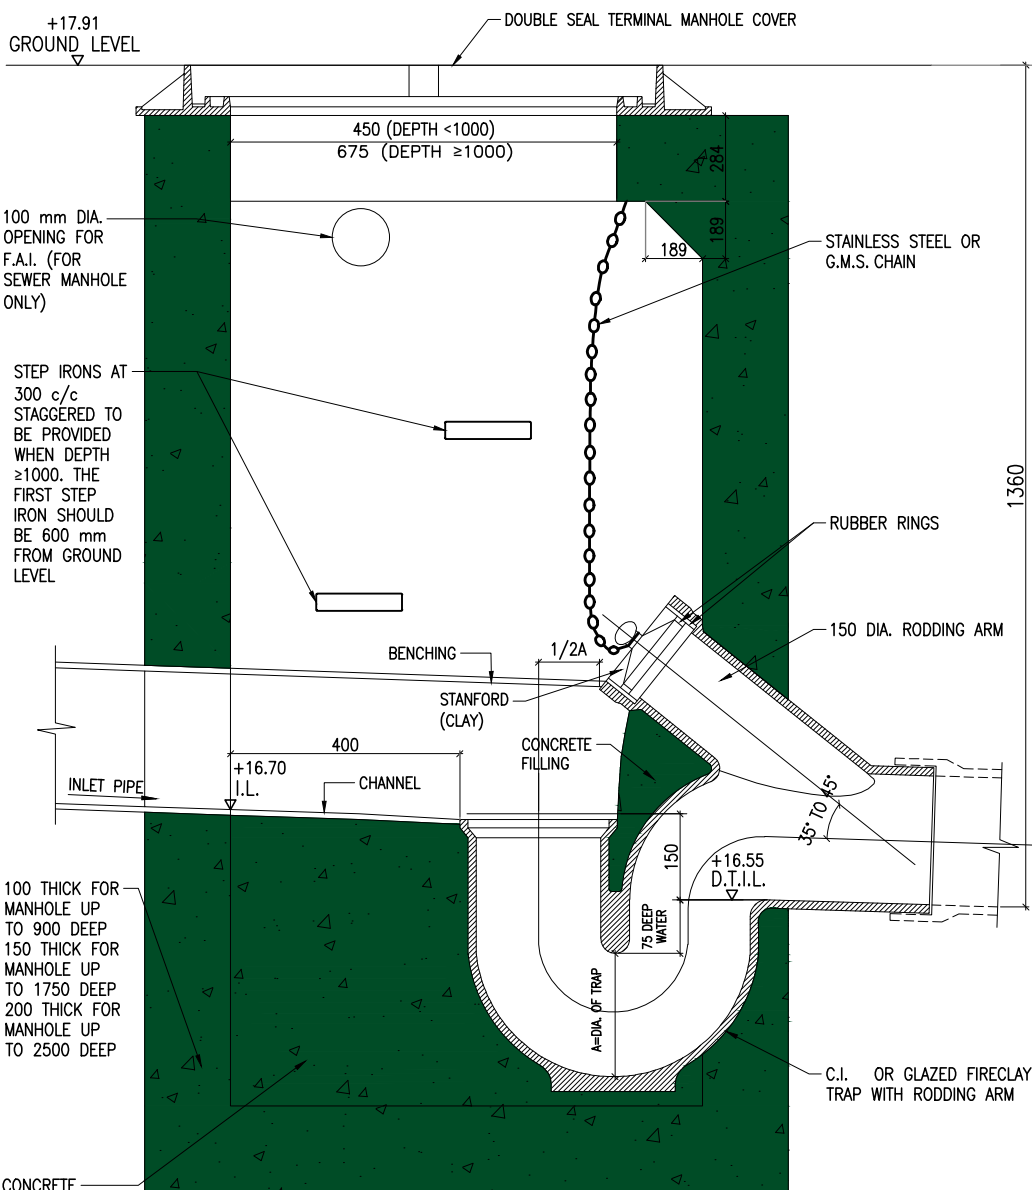 +17.91
GROUND LEVEL
DOUBLE SEAL TERMINAL MANHOLE COVER
450 (DEPTH <1000)
675 (DEPTH ≥1000)
284
189
189
100 mm DIA.
OPENING FOR
F.A.I. (FOR
SEWER MANHOLE
ONLY)
STAINLESS STEEL OR
G.M.S. CHAIN
STEP IRONS AT
300 c/c
STAGGERED TO
BE PROVIDED
WHEN DEPTH
≥1000. THE
FIRST STEP
IRON SHOULD
BE 600 mm
FROM GROUND
LEVEL
1360
RUBBER RINGS
150 DIA. RODDING ARM
BENCHING
1/2A
STANFORD
(CLAY)
400
CONCRETE
FILLING
+16.70
I.L.
INLET PIPE
CHANNEL
35° TO 45°
150
+16.55
D.T.I.L.
75 DEEP
WATER
A=DIA. OF TRAP
100 THICK FOR
MANHOLE UP
TO 900 DEEP
150 THICK FOR
MANHOLE UP
TO 1750 DEEP
200 THICK FOR
MANHOLE UP
TO 2500 DEEP
C.I. OR GLAZED FIRECLAY
TRAP WITH RODDING ARM
CONCRETE